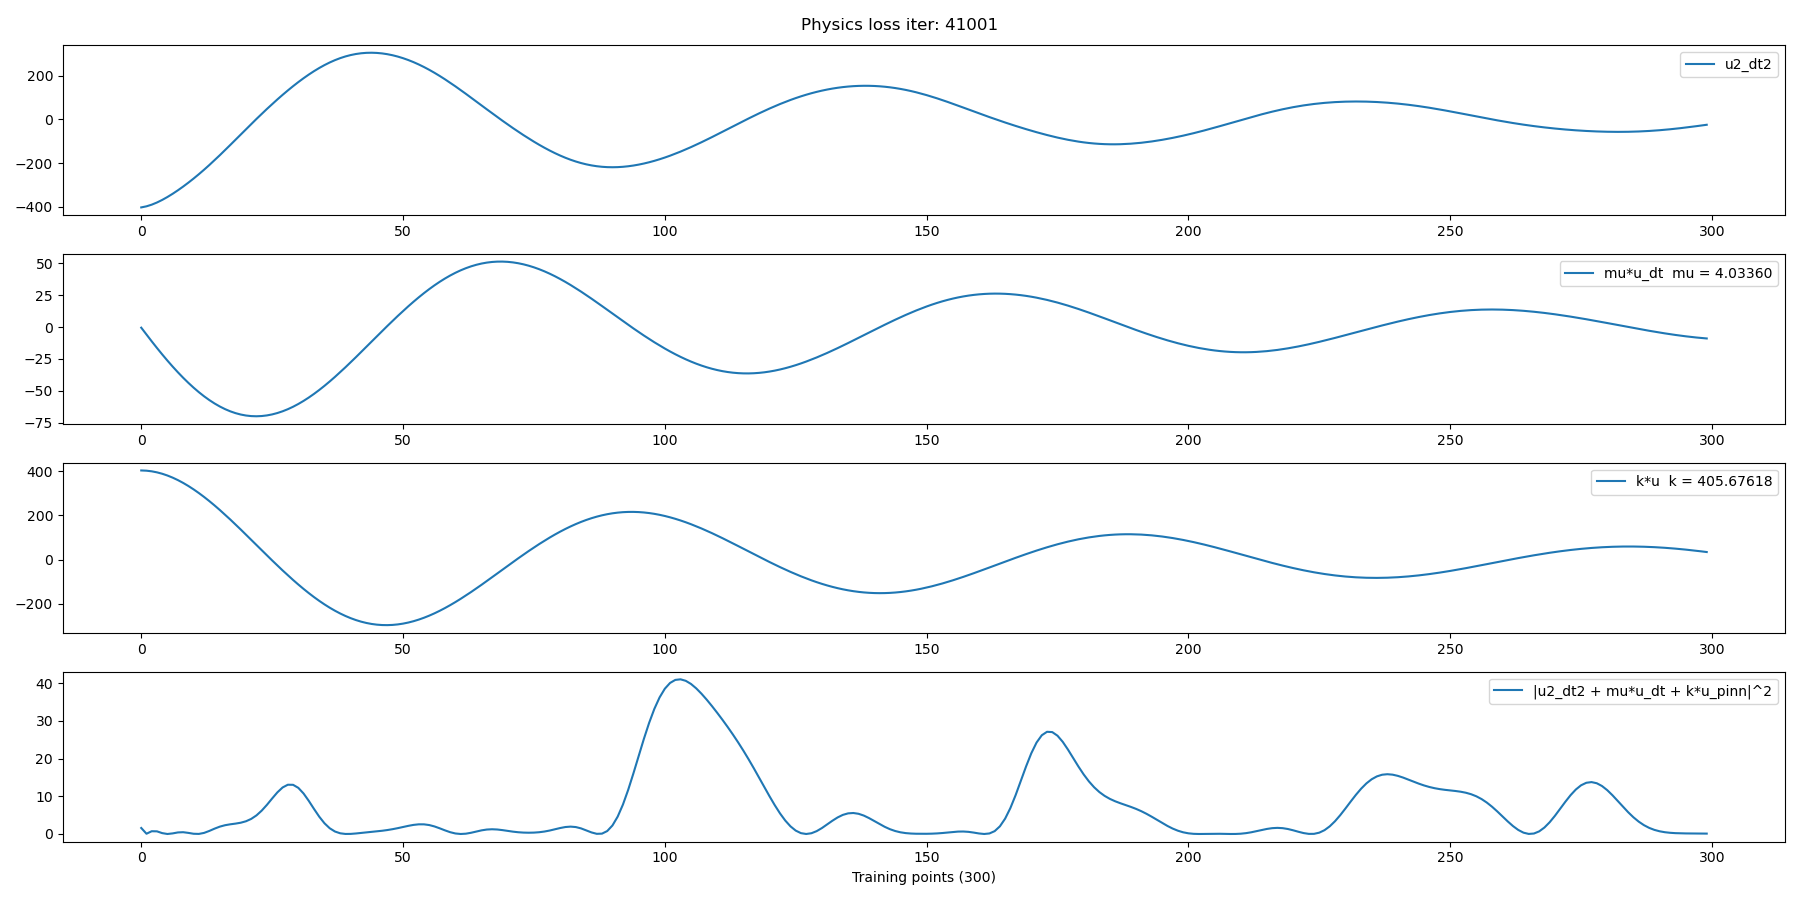 Physics loss iter: 41001
u2_dt2
200
0
−200
−400
0 50 100 150 200 250 300
mu*u_dt  mu = 4.03360
50
25
0
−25
−50
−75
0 50 100 150 200 250 300
k*u  k = 405.67618
400
200
0
−200
0 50 100 150 200 250 300
|u2_dt2 + mu*u_dt + k*u_pinn|^2
40
30
20
10
0
0 50 100 150 200 250 300
Training points (300)